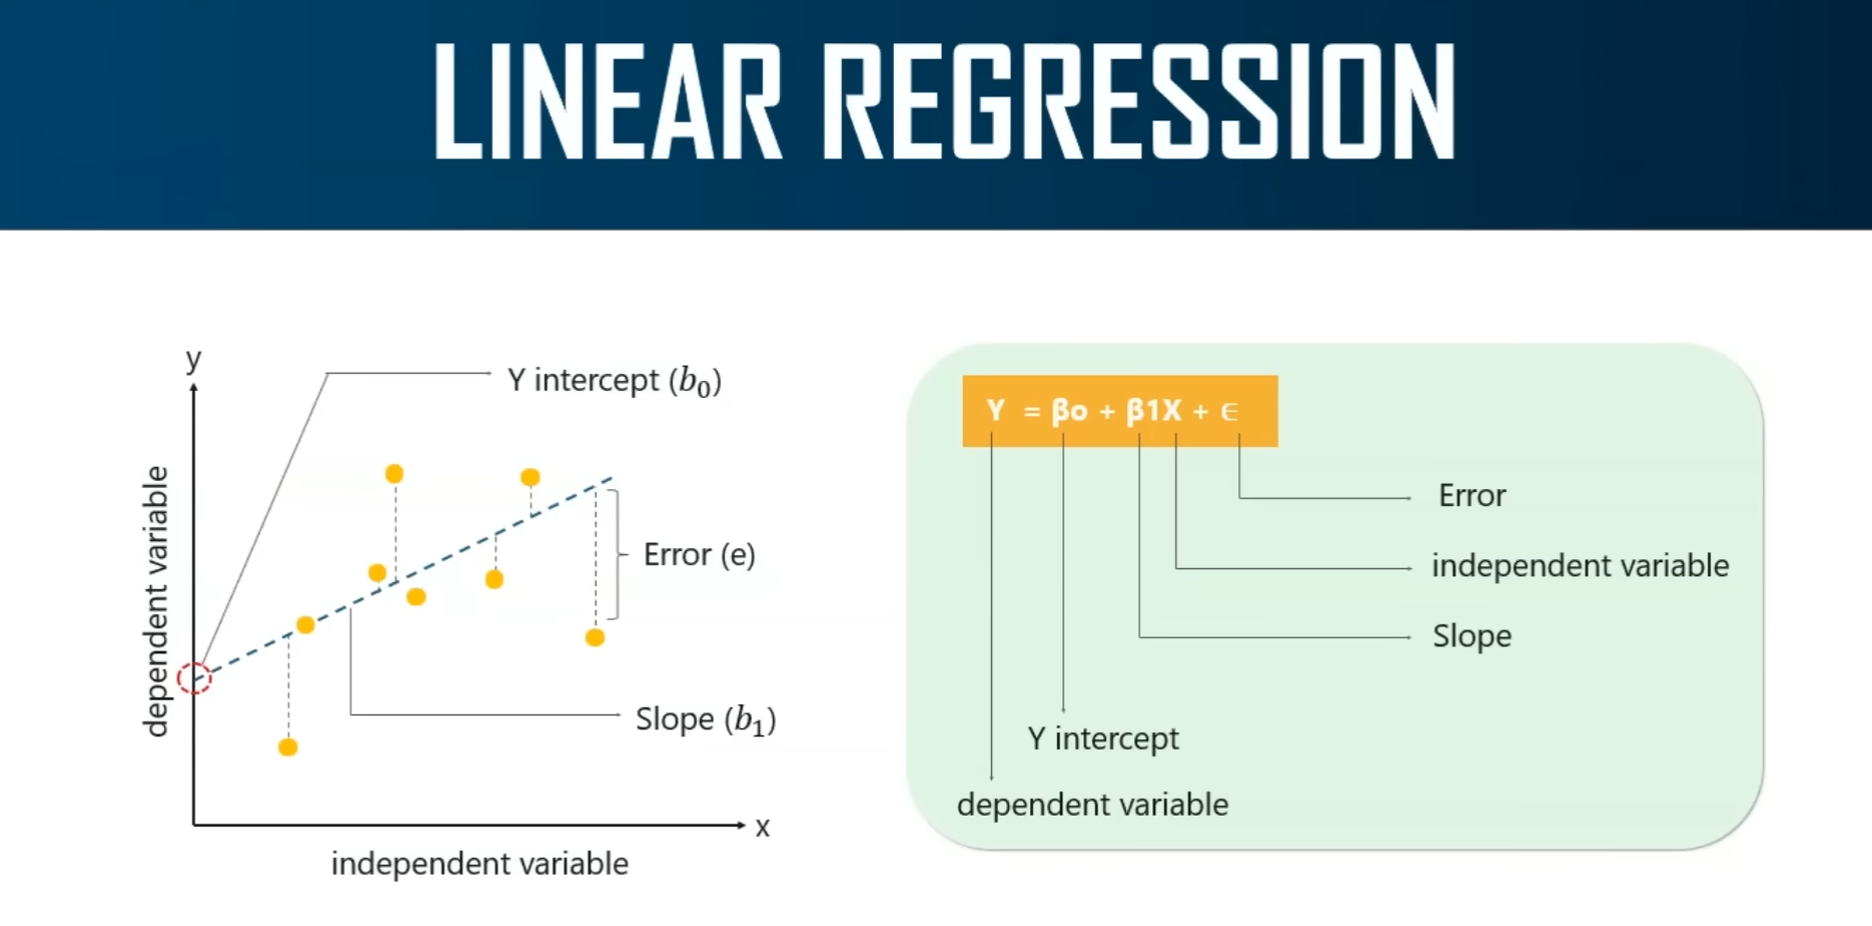 LINEAR REGRESSION
y
Y intercept (b₀)
dependent variable
Error (e)
Slope (b₁)
x
independent variable
Y = βo + β1X + ∈
Error
independent variable
Slope
Y intercept
dependent variable